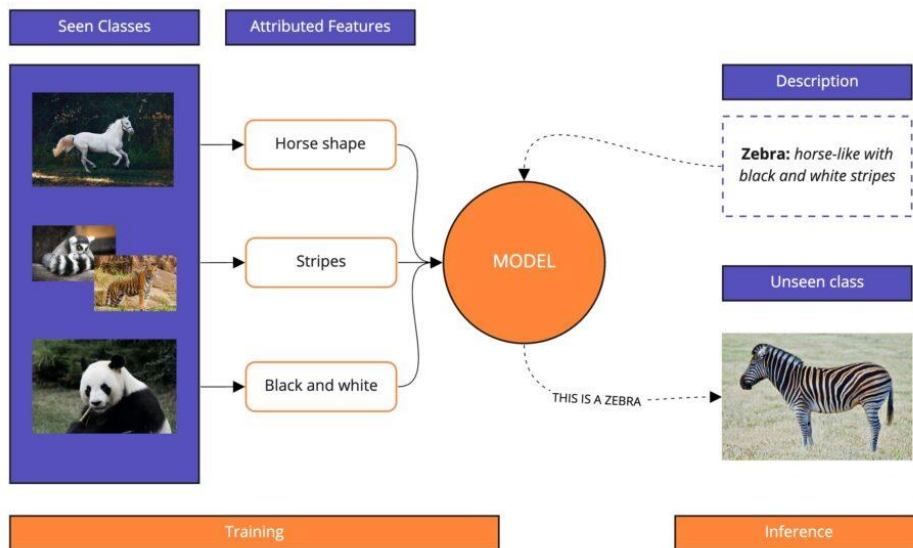 Seen Classes
Attributed Features
Description
Horse shape
Zebra: horse-like with
black and white stripes
Stripes
MODEL
Unseen class
Black and white
THIS IS A ZEBRA
Training
Inference